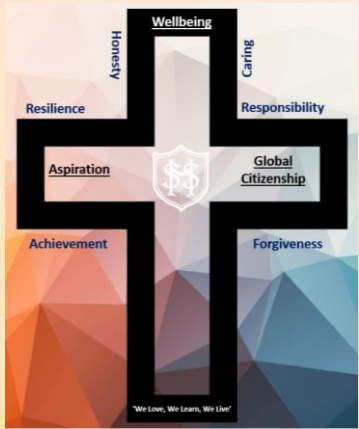 Wellbeing
Honesty
Caring
Resilience
Responsibility
Aspiration
Global
Citizenship
Achievement
Forgiveness
'We Love, We Learn, We Live'